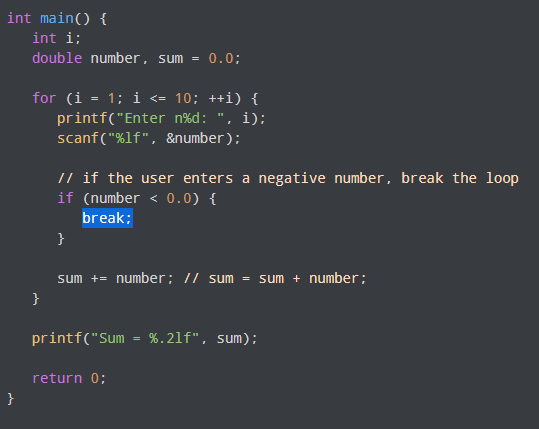 int main() {
int i;
double number, sum = 0.0;
for (i = 1; i <= 10; ++i) {
printf("Enter n%d: ", i);
scanf("%lf", &number);
// if the user enters a negative number, break the loop
if (number < 0.0) {
break;
}
sum += number; // sum = sum + number;
}
printf("Sum = %.2lf", sum);
return 0;
}